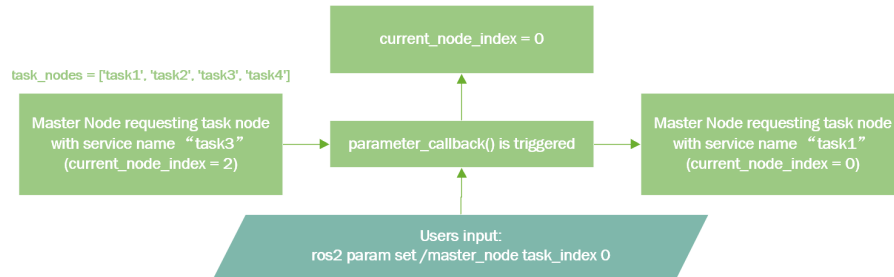 current_node_index = 0
task_nodes = ['task1', 'task2', 'task3', 'task4']
Master Node requesting task node
with service name “task3”
(current_node_index = 2)
parameter_callback() is triggered
Master Node requesting task node
with service name “task1”
(current_node_index = 0)
Users input:
ros2 param set /master_node task_index 0